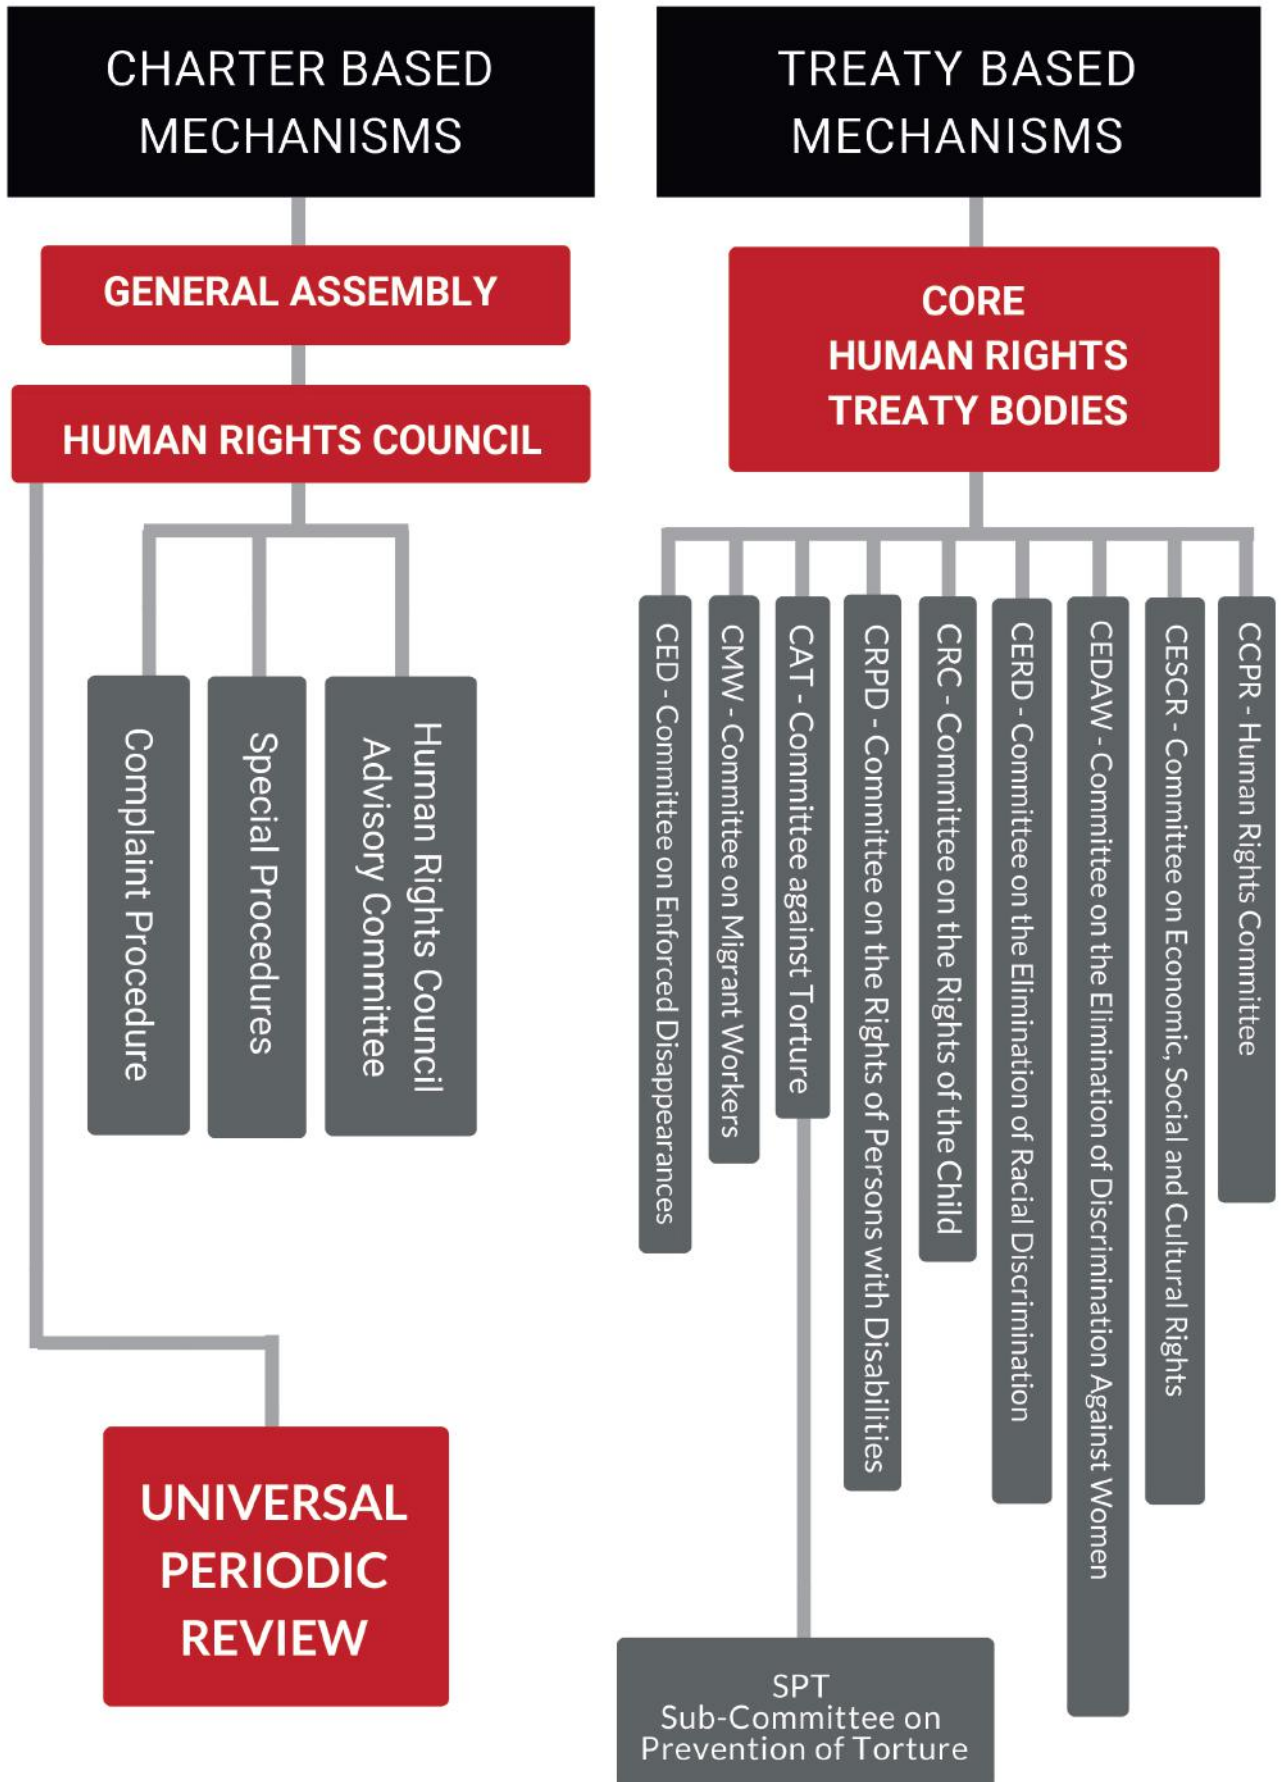 CHARTER BASED
MECHANISMS
GENERAL ASSEMBLY
HUMAN RIGHTS COUNCIL
Complaint Procedure
Special Procedures
Human Rights Council
Advisory Committee
UNIVERSAL
PERIODIC
REVIEW
TREATY BASED
MECHANISMS
CORE
HUMAN RIGHTS
TREATY BODIES
CED - Committee on Enforced Disappearances
CMW - Committee on Migrant Workers
CAT - Committee against Torture
CRPD - Committee on the Rights of Persons with Disabilities
CRC - Committee on the Rights of the Child
CERD - Committee on the Elimination of Racial Discrimination
CEDAW - Committee on the Elimination of Discrimination Against Women
CESCR - Committee on Economic, Social and Cultural Rights
CCPR - Human Rights Committee
SPT
Sub-Committee on
Prevention of Torture